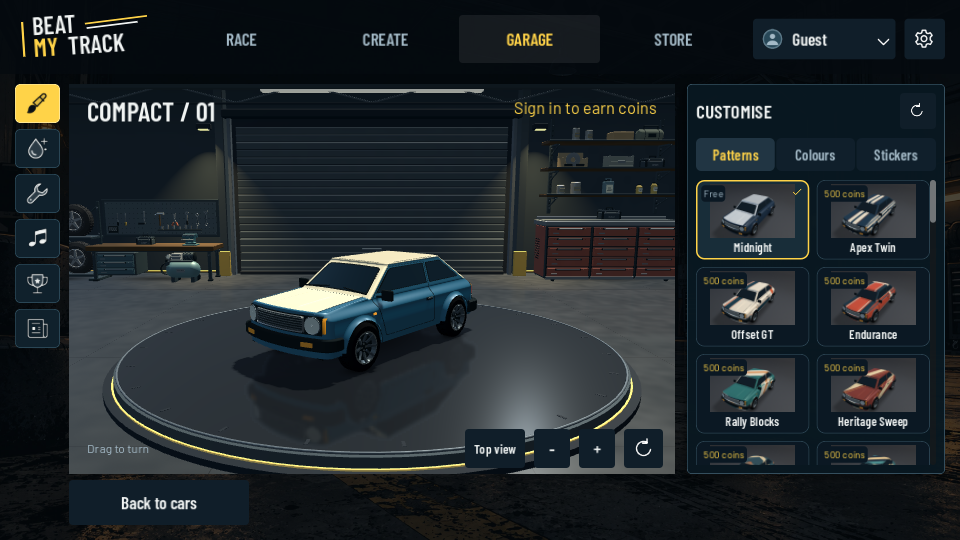 BEAT
MY TRACK
RACE
CREATE
GARAGE
STORE
Guest
COMPACT / 01
Sign in to earn coins
Drag to turn
Top view
-
+
Back to cars
CUSTOMISE
Patterns
Colours
Stickers
Free
Midnight
500 coins
Apex Twin
500 coins
Offset GT
500 coins
Endurance
500 coins
Rally Blocks
500 coins
Heritage Sweep
500 coins
500 coins